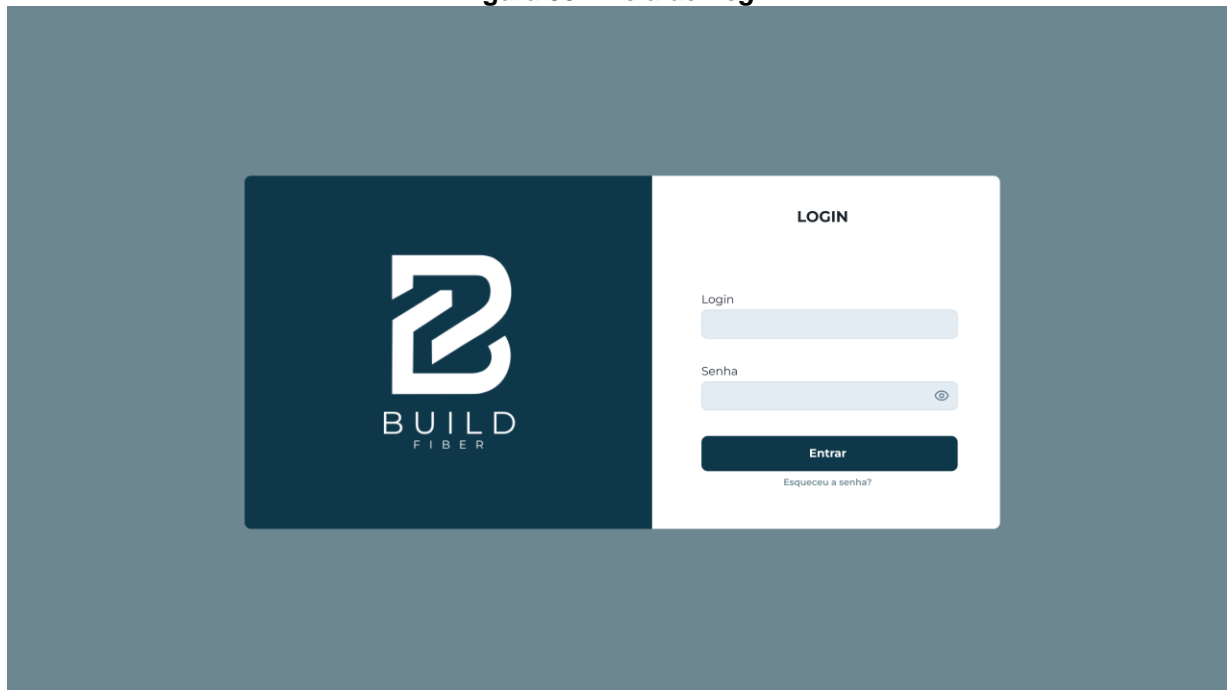 BUILD
FIBER
LOGIN
Login
Senha
Entrar
Esqueceu a senha?